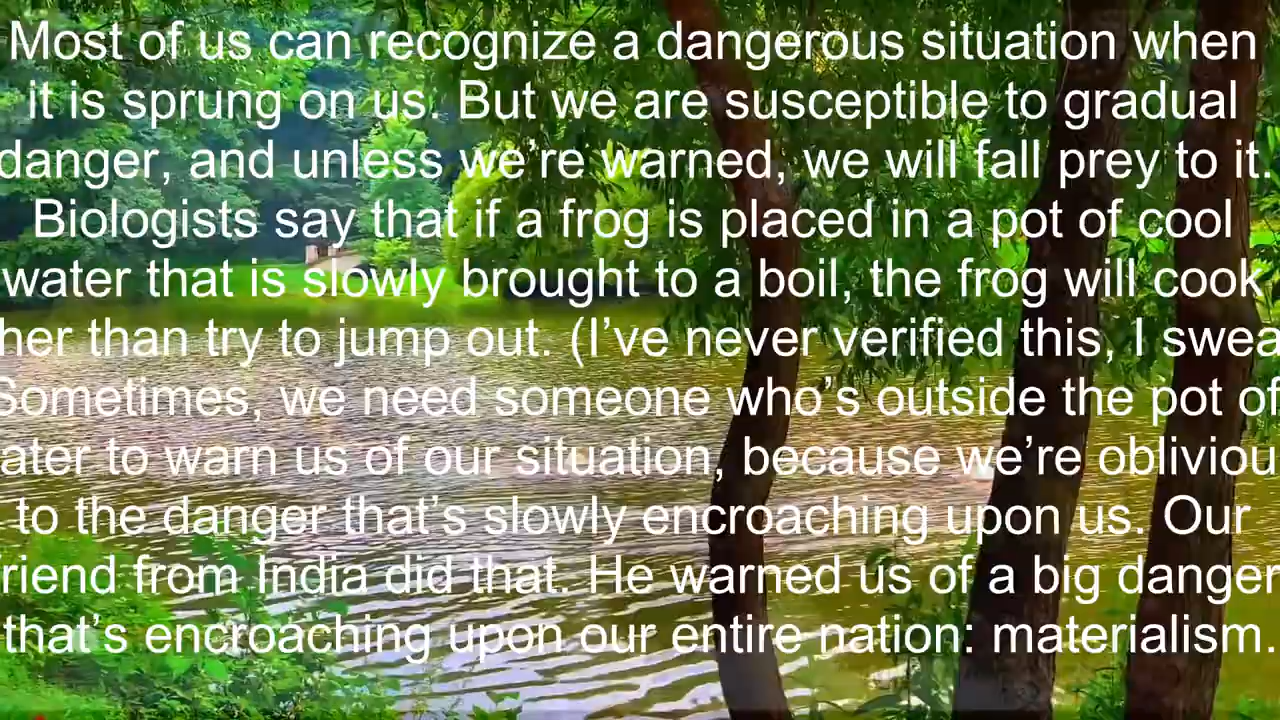 Most of us can recognize a dangerous situation when
it is sprung on us. But we are susceptible to gradual
danger, and unless we’re warned, we will fall prey to it.
Biologists say that if a frog is placed in a pot of cool
water that is slowly brought to a boil, the frog will cook
her than try to jump out. (I’ve never verified this, I swea
Sometimes, we need someone who’s outside the pot of
ater to warn us of our situation, because we’re obliviou
to the danger that’s slowly encroaching upon us. Our
riend from India did that. He warned us of a big danger
that’s encroaching upon our entire nation: materialism.